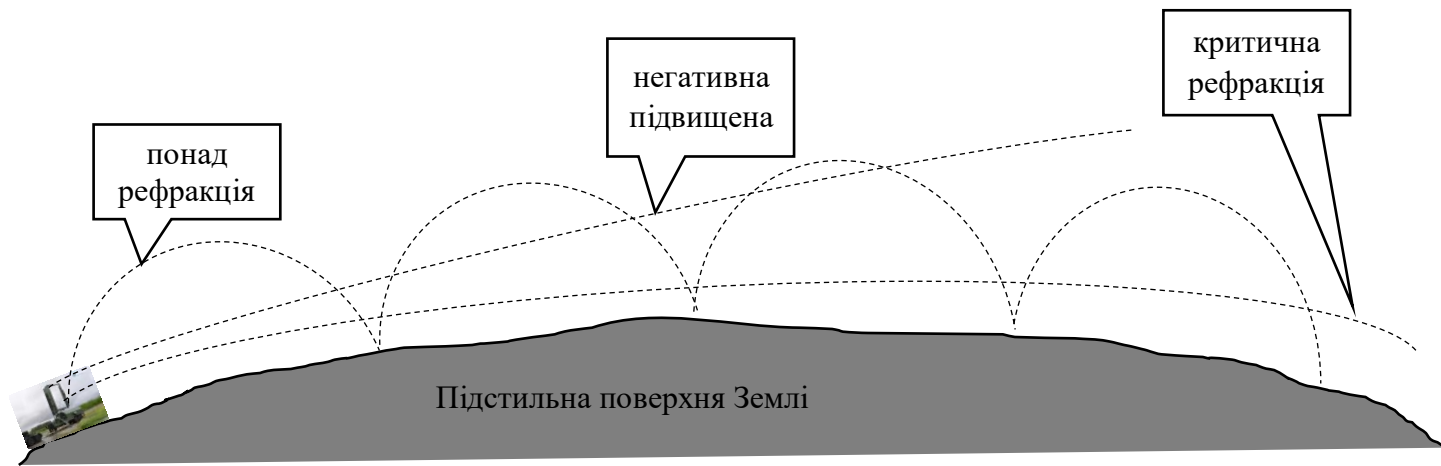 понад
рефракція
негативна
підвищена
критична
рефракція
Підстильна поверхня Землі